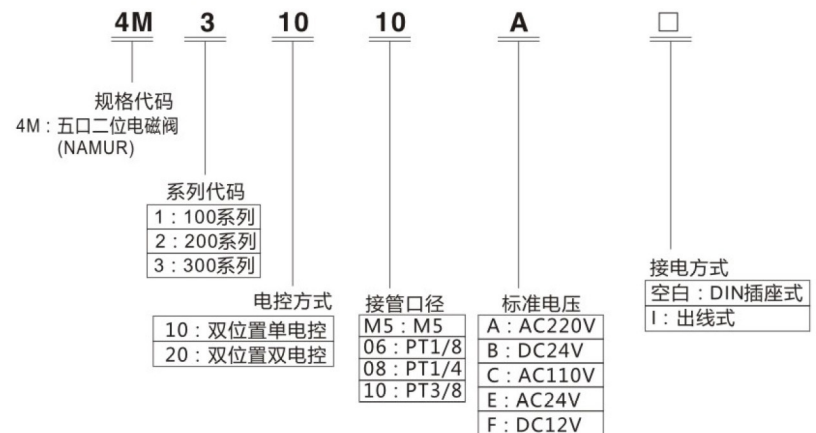 4M 3 10 10 A □
规格代码
4M：五口二位电磁阀
(NAMUR)
系列代码
1：100系列
2：200系列
3：300系列
电控方式
10：双位置单电控
20：双位置双电控
接管口径
M5：M5
06：PT1/8
08：PT1/4
10：PT3/8
标准电压
A：AC220V
B：DC24V
C：AC110V
E：AC24V
F：DC12V
接电方式
空白：DIN插座式
I：出线式